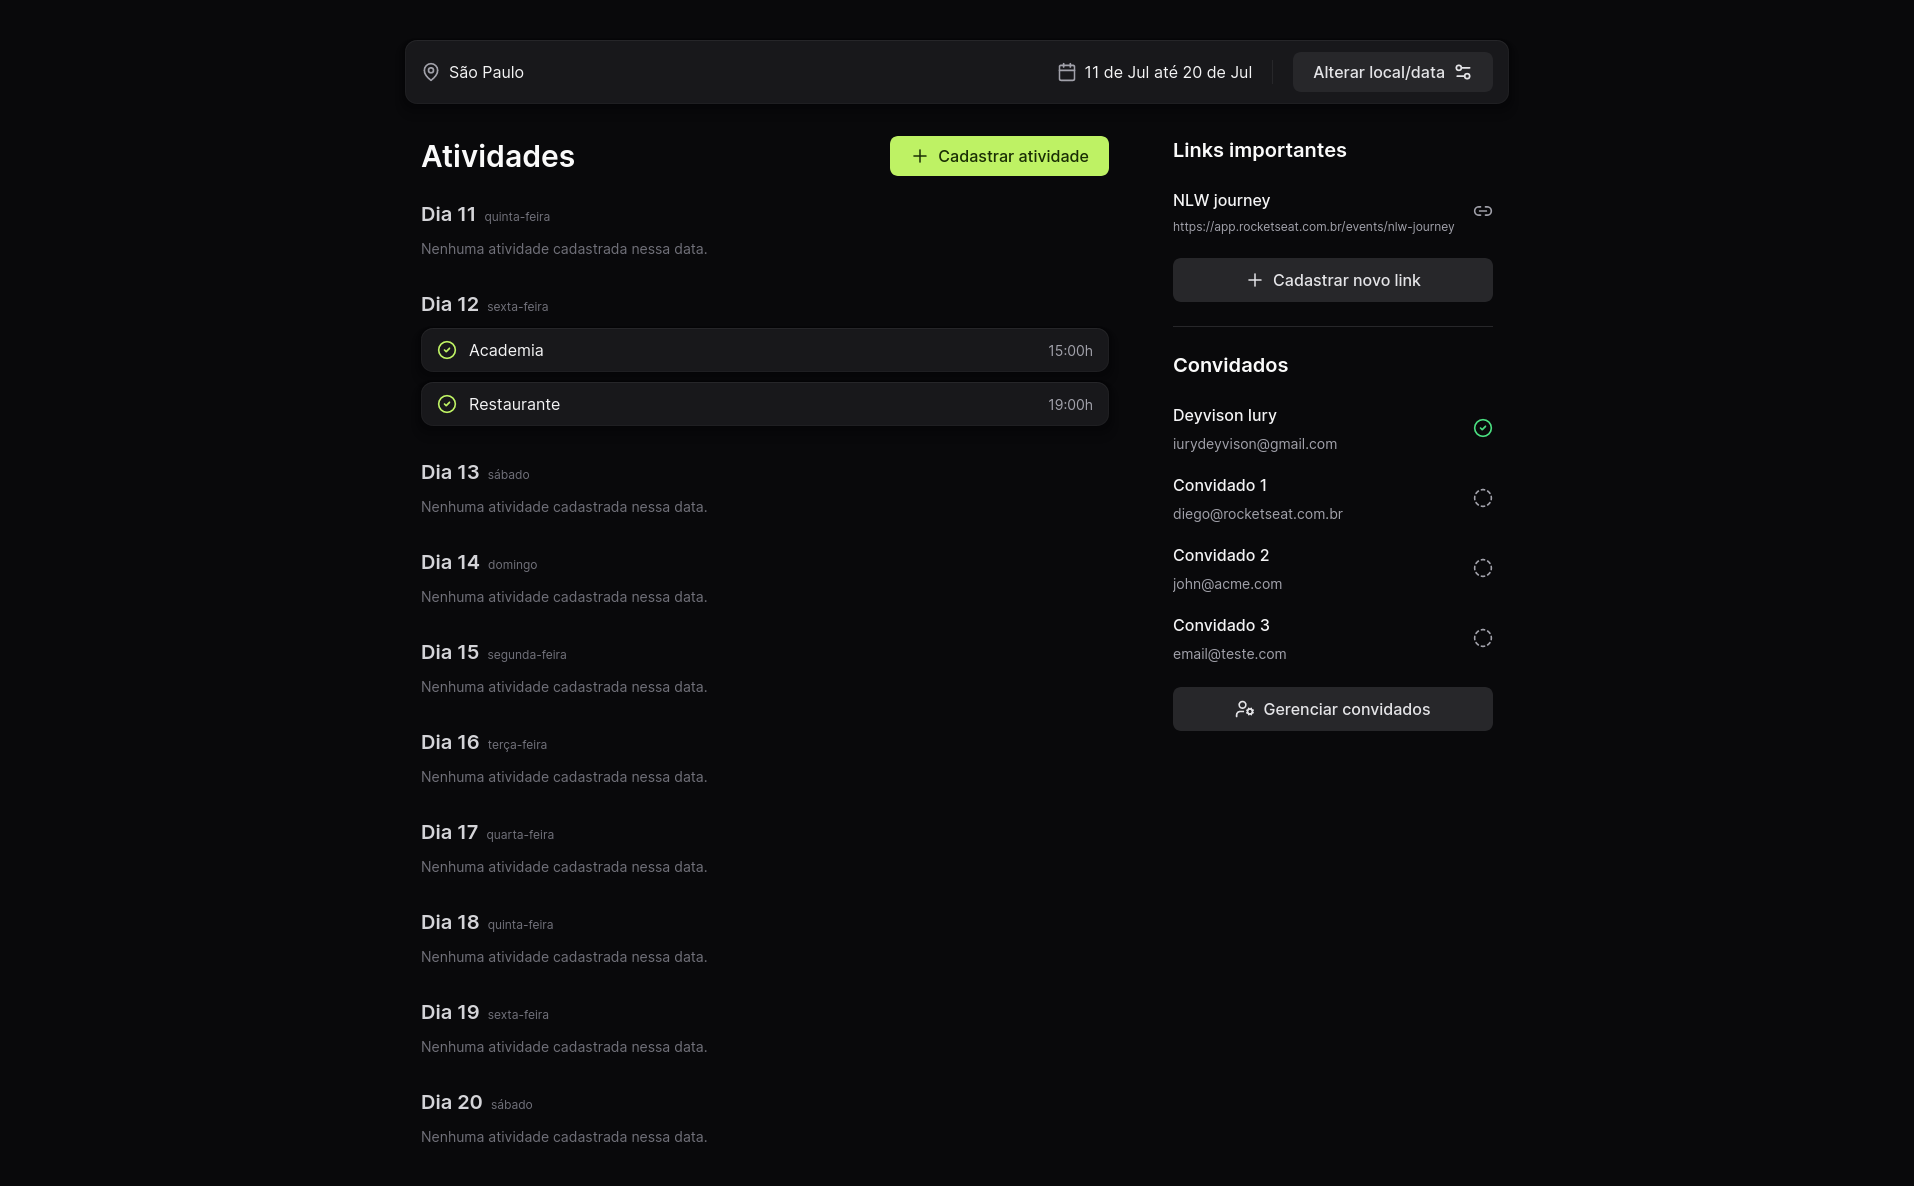 São Paulo
11 de Jul até 20 de Jul
Alterar local/data
Atividades
Cadastrar atividade
Dia 11 quinta-feira
Nenhuma atividade cadastrada nessa data.
Dia 12 sexta-feira
Academia 15:00h
Restaurante 19:00h
Dia 13 sábado
Nenhuma atividade cadastrada nessa data.
Dia 14 domingo
Nenhuma atividade cadastrada nessa data.
Dia 15 segunda-feira
Nenhuma atividade cadastrada nessa data.
Dia 16 terça-feira
Nenhuma atividade cadastrada nessa data.
Dia 17 quarta-feira
Nenhuma atividade cadastrada nessa data.
Dia 18 quinta-feira
Nenhuma atividade cadastrada nessa data.
Dia 19 sexta-feira
Nenhuma atividade cadastrada nessa data.
Dia 20 sábado
Nenhuma atividade cadastrada nessa data.
Links importantes
NLW journey
https://app.rocketseat.com.br/events/nlw-journey
Cadastrar novo link
Convidados
Deyvison Iury
iurydeyvison@gmail.com
Convidado 1
diego@rocketseat.com.br
Convidado 2
john@acme.com
Convidado 3
email@teste.com
Gerenciar convidados